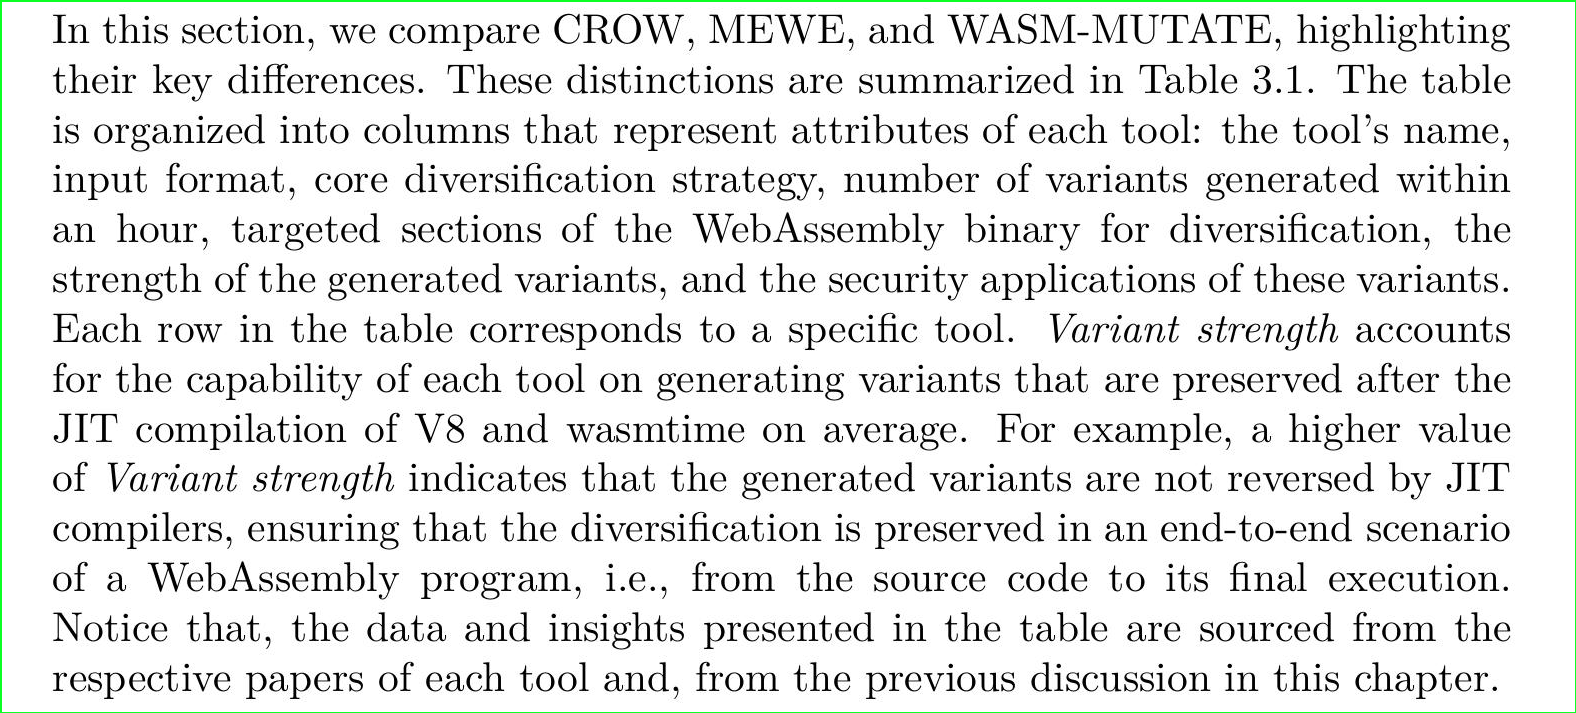 In this section, we compare CROW, MEWE, and WASM-MUTATE, highlighting
their key differences. These distinctions are summarized in Table 3.1. The table
is organized into columns that represent attributes of each tool: the tool's name,
input format, core diversification strategy, number of variants generated within
an hour, targeted sections of the WebAssembly binary for diversification, the
strength of the generated variants, and the security applications of these variants.
Each row in the table corresponds to a specific tool. Variant strength accounts
for the capability of each tool on generating variants that are preserved after the
JIT compilation of V8 and wasmtime on average. For example, a higher value
of Variant strength indicates that the generated variants are not reversed by JIT
compilers, ensuring that the diversification is preserved in an end-to-end scenario
of a WebAssembly program, i.e., from the source code to its final execution.
Notice that, the data and insights presented in the table are sourced from the
respective papers of each tool and, from the previous discussion in this chapter.